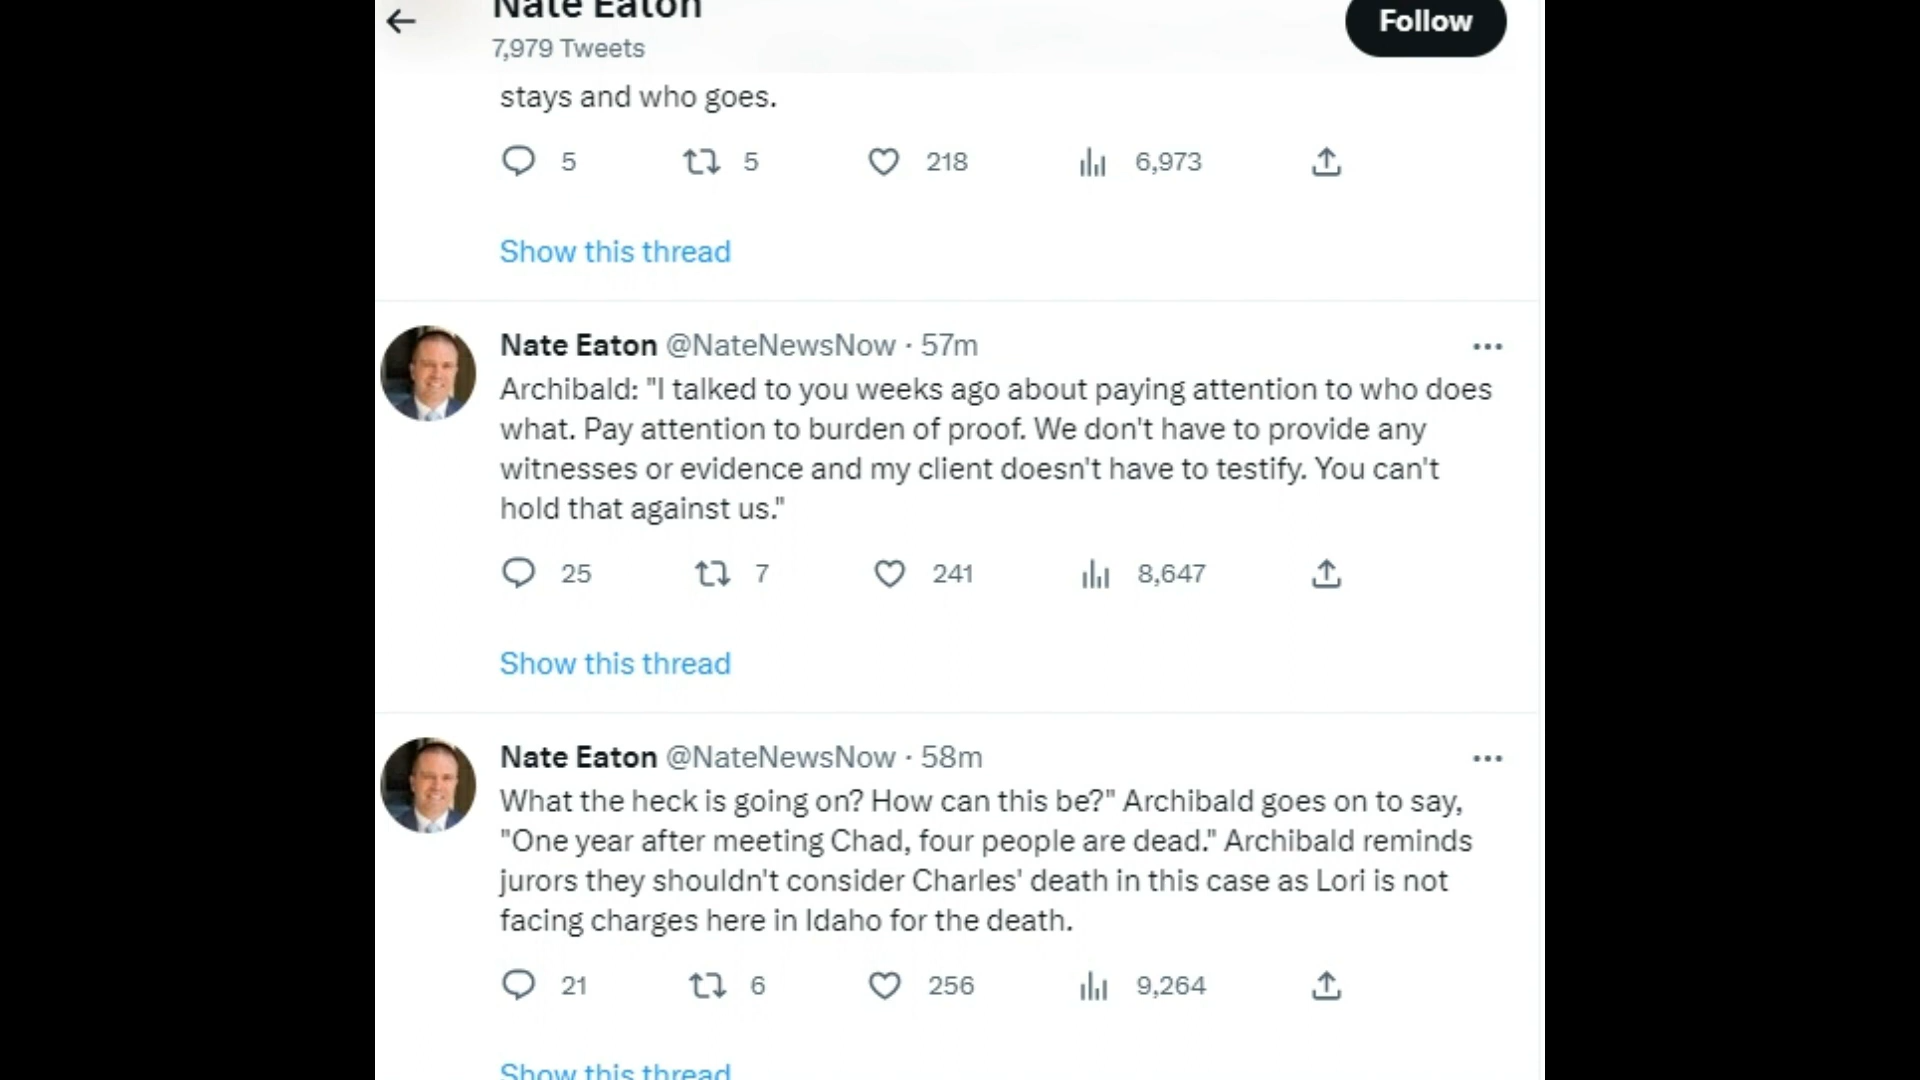 Nate Eaton
7,979 Tweets
Follow
stays and who goes.
5 5 218 6,973
Show this thread
Nate Eaton @NateNewsNow · 57m
Archibald: "I talked to you weeks ago about paying attention to who does
what. Pay attention to burden of proof. We don't have to provide any
witnesses or evidence and my client doesn't have to testify. You can't
hold that against us."
25 7 241 8,647
Show this thread
Nate Eaton @NateNewsNow · 58m
What the heck is going on? How can this be?" Archibald goes on to say,
"One year after meeting Chad, four people are dead." Archibald reminds
jurors they shouldn't consider Charles' death in this case as Lori is not
facing charges here in Idaho for the death.
21 6 256 9,264
Show this thread